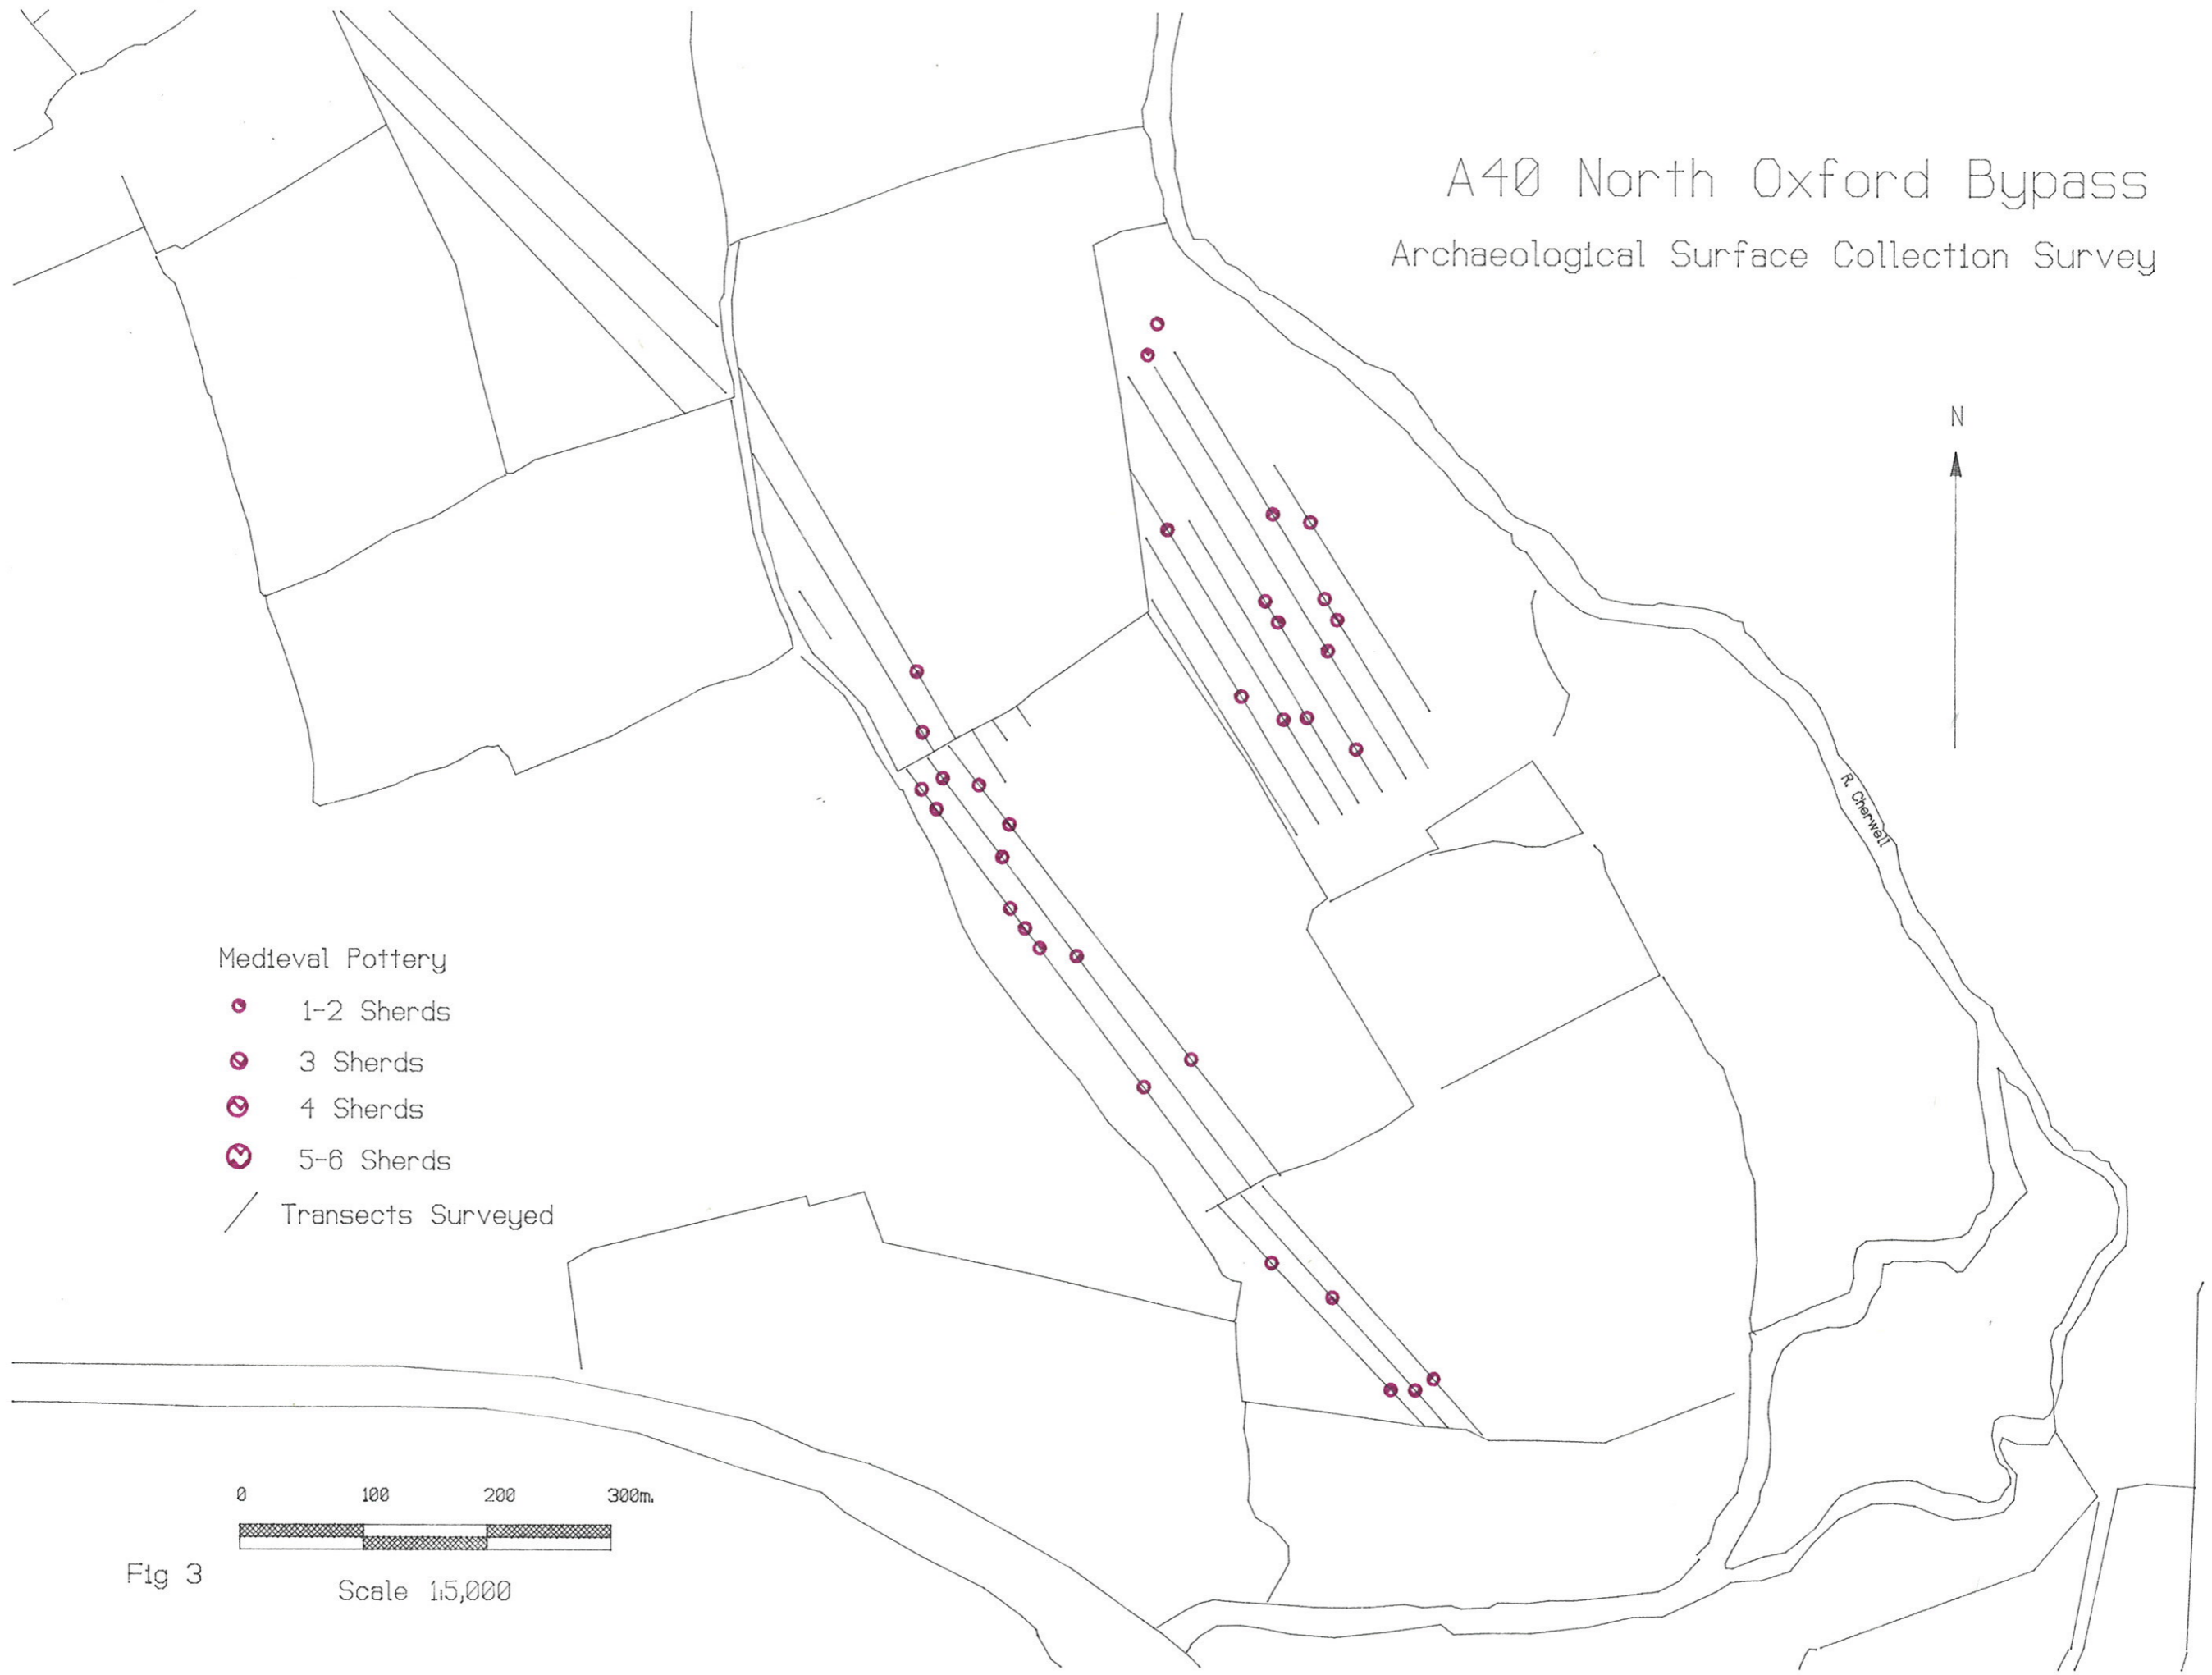 A40 North Oxford Bypass
Archaeological Surface Collection Survey
N
R. Cherwell
Medieval Pottery
1-2 Sherds
3 Sherds
4 Sherds
5-6 Sherds
Transects Surveyed
0 100 200 300m.
Fig 3
Scale 1:5,000